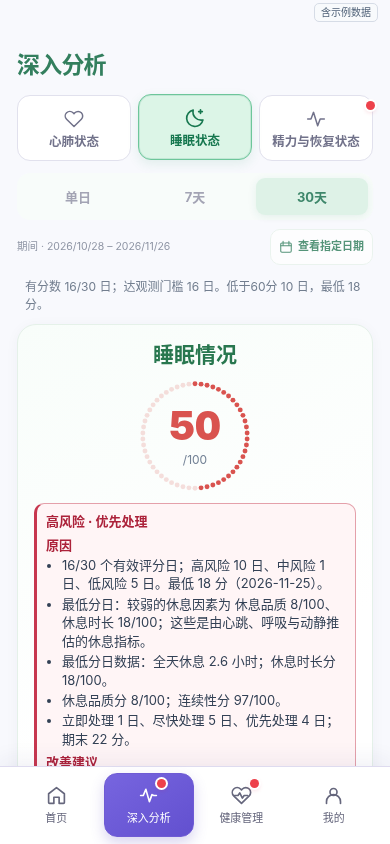 含示例数据
深入分析
心肺状态
睡眠状态
精力与恢复状态
单日
7天
30天
期间 · 2026/10/28 – 2026/11/26
查看指定日期
有分数 16/30 日；达观测门槛 16 日。低于60分 10 日，最低 18
分。
睡眠情况
50
/100
高风险 · 优先处理
原因
• 16/30 个有效评分日；高风险 10 日、中风险 1
日、低风险 5 日。最低 18 分（2026-11-25）。
• 最低分日：较弱的休息因素为 休息品质 8/100、
休息时长 18/100；这些是由心跳、呼吸与动静推
估的休息指标。
• 最低分日数据：全天休息 2.6 小时；休息时长分
18/100。
• 休息品质分 8/100；连续性分 97/100。
• 立即处理 1 日、尽快处理 5 日、优先处理 4 日；
期末 22 分。
改善建议
首页
深入分析
健康管理
我的